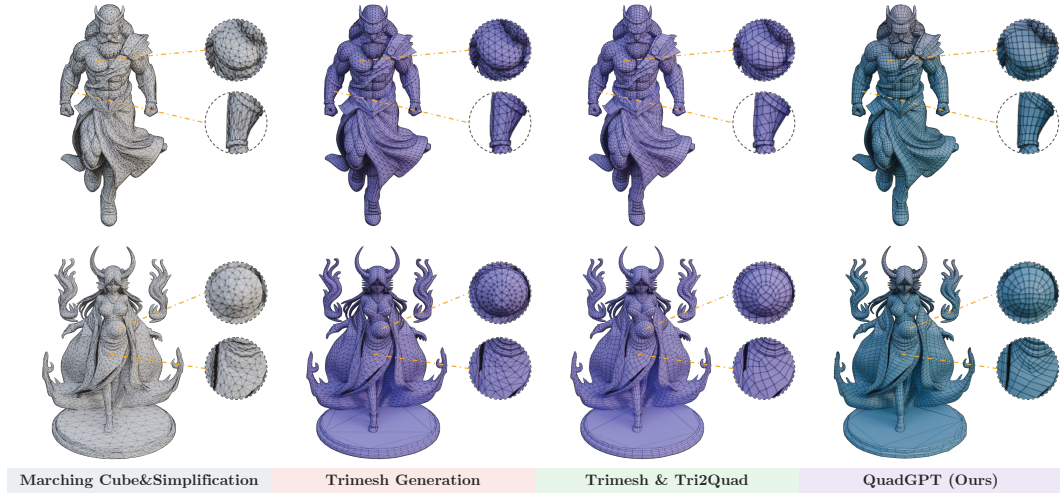 Marching Cube&Simplification
Trimesh Generation
Trimesh & Tri2Quad
QuadGPT (Ours)